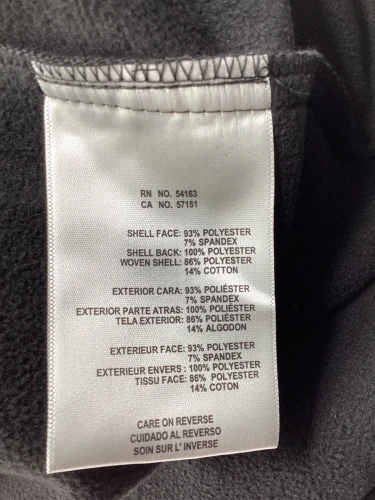 RN NO. 54163
CA NO. 57151
SHELL FACE: 93% POLYESTER
7% SPANDEX
SHELL BACK: 100% POLYESTER
WOVEN SHELL: 86% POLYESTER
14% COTTON
EXTERIOR CARA: 93% POLIÉSTER
7% SPANDEX
EXTERIOR PARTE ATRAS: 100% POLIÉSTER
TELA EXTERIOR: 86% POLIÉSTER
14% ALGODON
EXTERIEUR FACE: 93% POLYESTER
7% SPANDEX
EXTERIEUR ENVERS : 100% POLYESTER
TISSU FACE: 86% POLYESTER
14% COTON
CARE ON REVERSE
CUIDADO AL REVERSO
SOIN SUR L' INVERSE